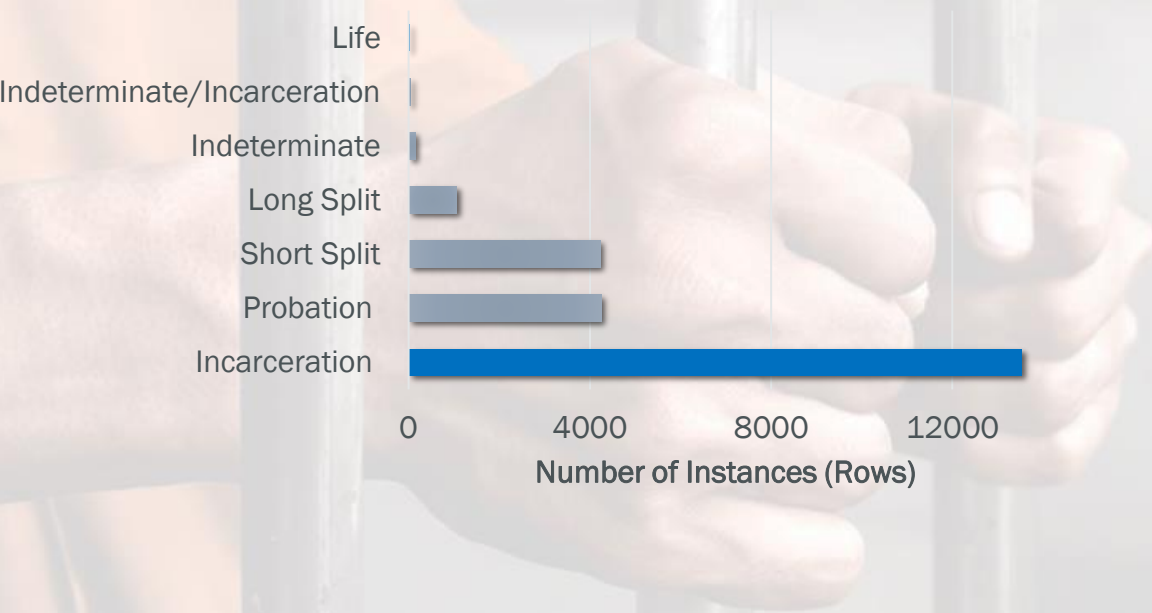 Life
Indeterminate/Incarceration
Indeterminate
Long Split
Short Split
Probation
Incarceration
0 4000 8000 12000
Number of Instances (Rows)